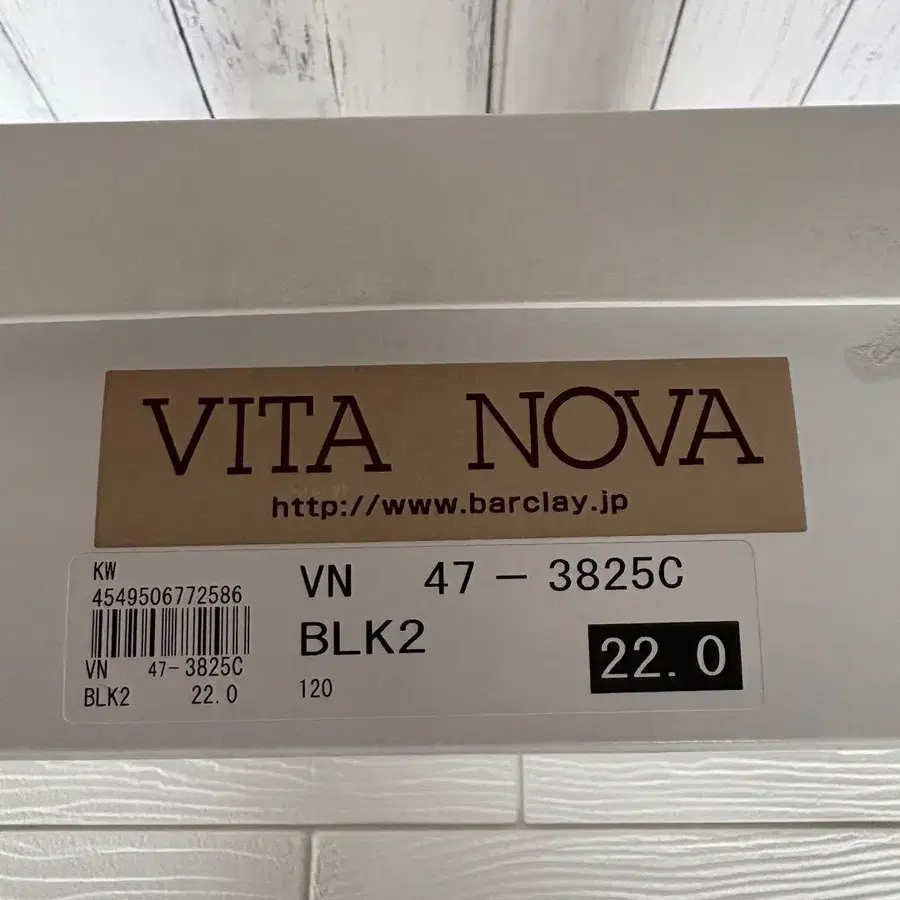 VITA NOVA
http://www.barclay.jp
KW
4549506772586
VN 47-3825C
BLK2 22.0
VN 47-3825C
BLK2
120
22.0